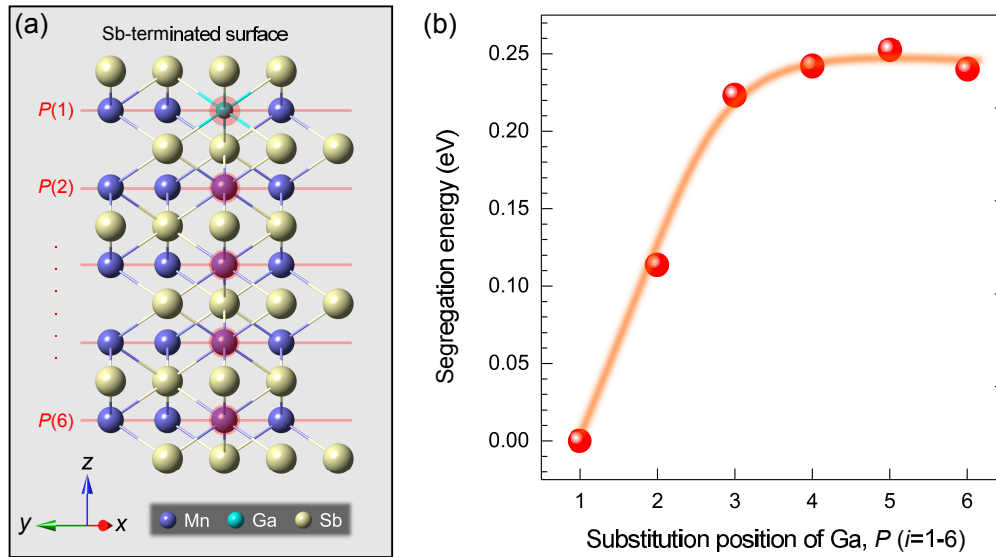 (a)
Sb-terminated surface
P(1)
P(2)
P(6)
z
y
x
Mn Ga Sb
(b)
Segregation energy (eV)
0.25
0.20
0.15
0.10
0.05
0.00
1 2 3 4 5 6
Substitution position of Ga, P (i=1-6)